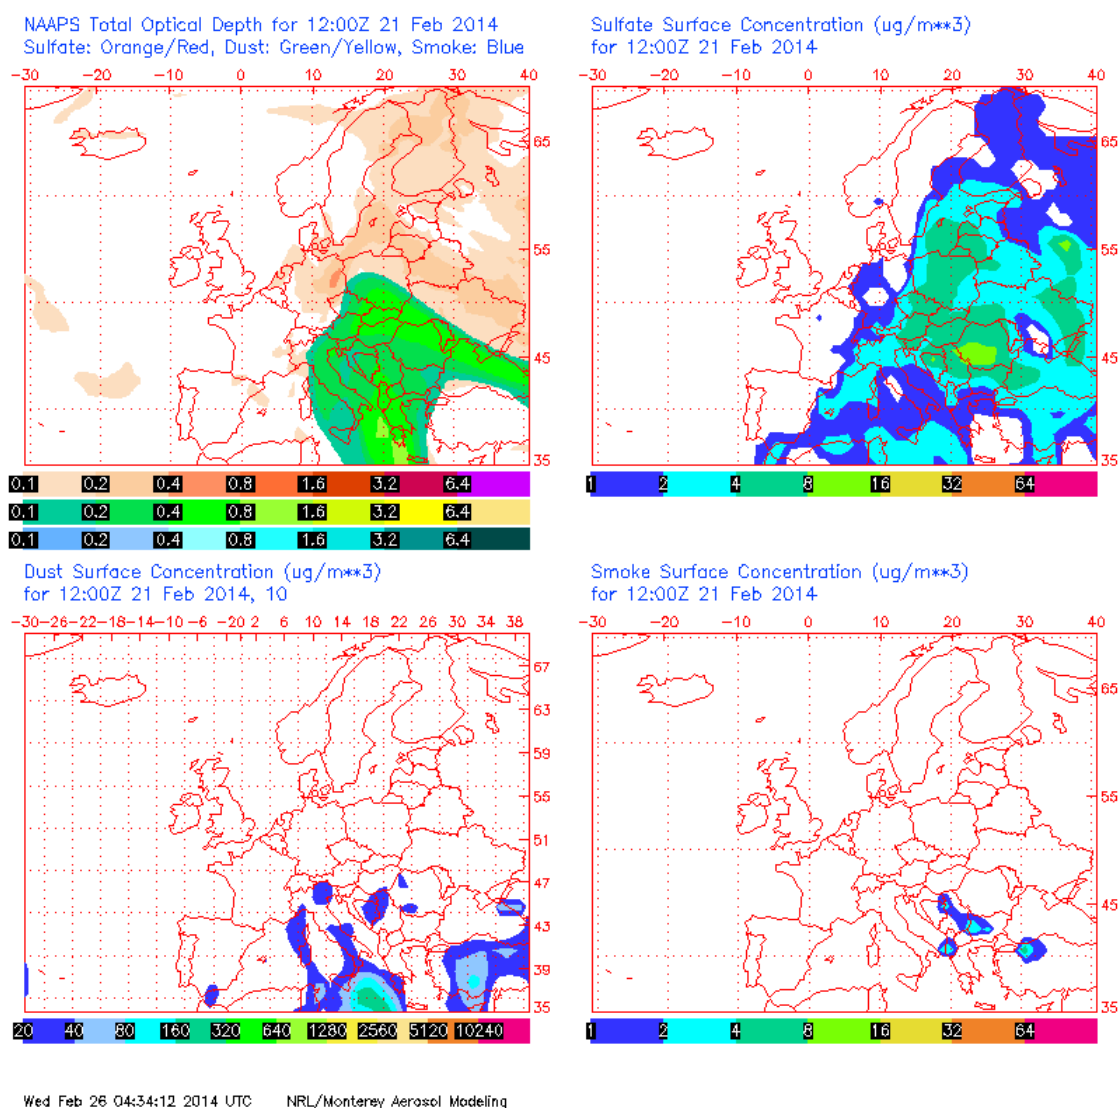 NAAPS Total Optical Depth for 12:00Z 21 Feb 2014
Sulfate: Orange/Red, Dust: Green/Yellow, Smoke: Blue
-30 -20 -10 0 10 20 30 40
65
55
45
35
0.1 0.2 0.4 0.8 1.6 3.2 6.4
0.1 0.2 0.4 0.8 1.6 3.2 6.4
0.1 0.2 0.4 0.8 1.6 3.2 6.4
Sulfate Surface Concentration (ug/m**3)
for 12:00Z 21 Feb 2014
-30 -20 -10 0 10 20 30 40
65
55
45
35
1 2 4 8 16 32 64
Dust Surface Concentration (ug/m**3)
for 12:00Z 21 Feb 2014, 10
-30-26-22-18-14-10 -6 -2 2 6 10 14 18 22 26 30 34 38
67
63
59
55
51
47
43
39
35
20 40 80 160 320 640 1280 2560 5120 10240
Smoke Surface Concentration (ug/m**3)
for 12:00Z 21 Feb 2014
-30 -20 -10 0 10 20 30 40
65
55
45
35
1 2 4 8 16 32 64
Wed Feb 26 04:34:12 2014 UTC NRL/Monterey Aerosol Modeling